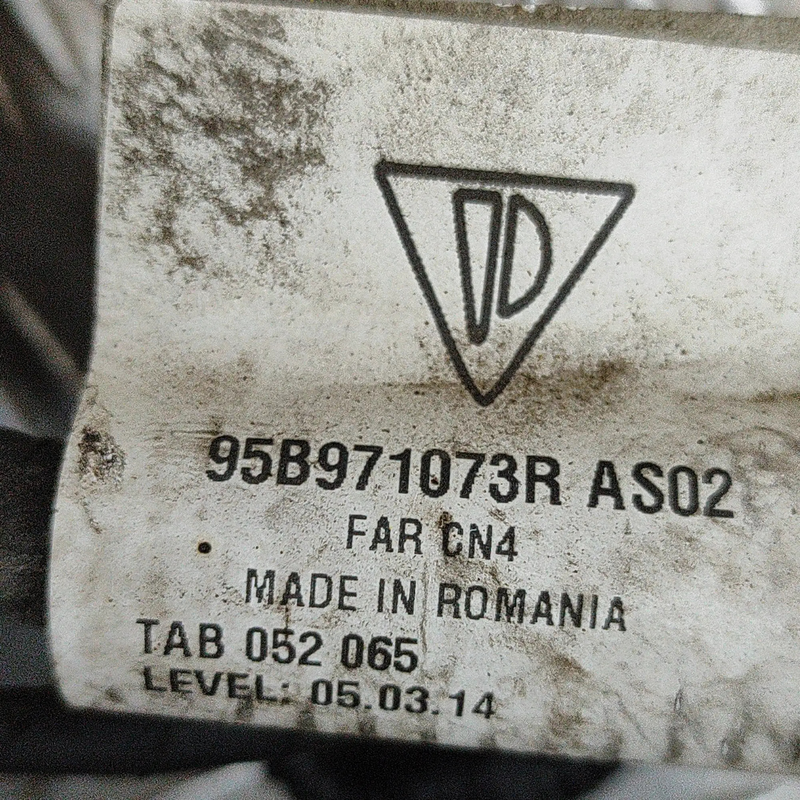 95B971073R AS02
FAR CN4
MADE IN ROMANIA
TAB 052 065
LEVEL: 05.03.14